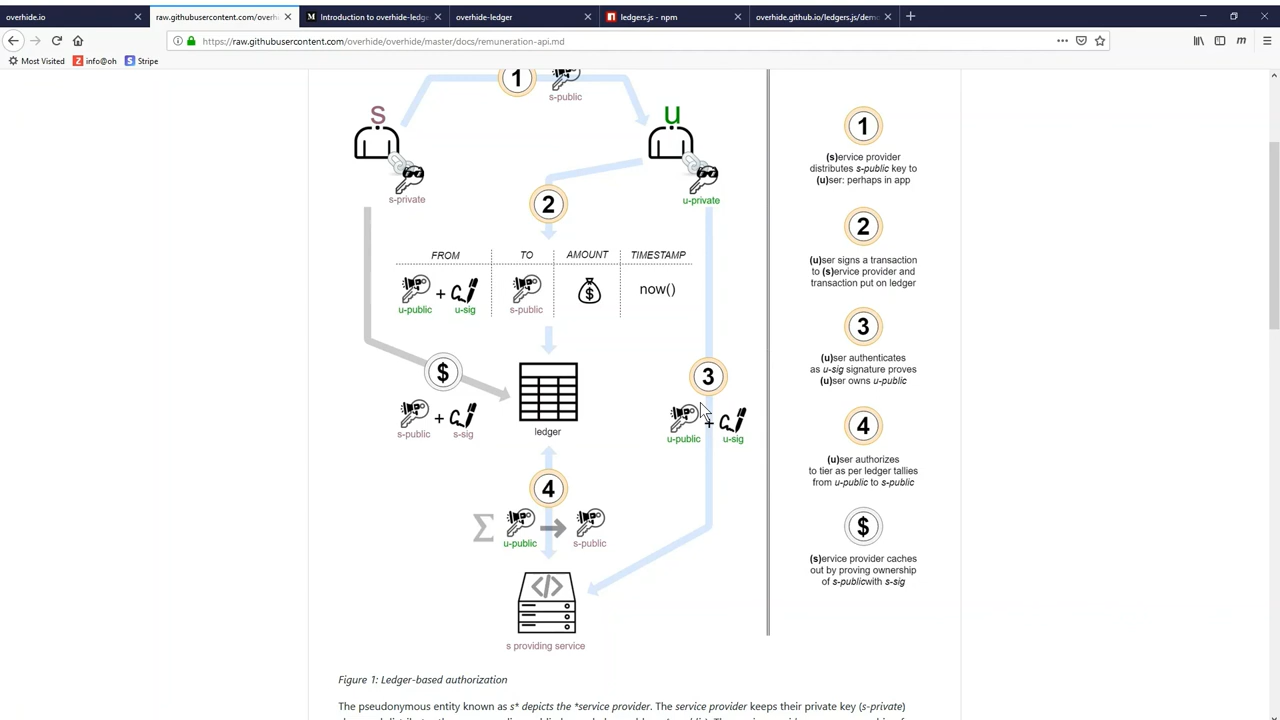 overhide.io
raw.githubusercontent.com/overhi
Introduction to overhide-ledge
overhide-ledger
ledgers.js - npm
overhide.github.io/ledgers.js/demo
https://raw.githubusercontent.com/overhide/overhide/master/docs/remuneration-api.md
Most Visited
info@oh
Stripe
1
s-public
s
u
s-private
u-private
2
FROM
TO
AMOUNT
TIMESTAMP
+
$
now()
u-public
u-sig
s-public
$
+
s-public
s-sig
ledger
3
+
u-public
u-sig
4
Σ
u-public
s-public
</>
s providing service
1
(s)ervice provider
distributes s-public key to
(u)ser: perhaps in app
2
(u)ser signs a transaction
to (s)ervice provider and
transaction put on ledger
3
(u)ser authenticates
as u-sig signature proves
(u)ser owns u-public
4
(u)ser authorizes
to tier as per ledger tallies
from u-public to s-public
$
(s)ervice provider caches
out by proving ownership
of s-publicwith s-sig
Figure 1: Ledger-based authorization
The pseudonymous entity known as s* depicts the *service provider. The service provider keeps their private key (s-private)